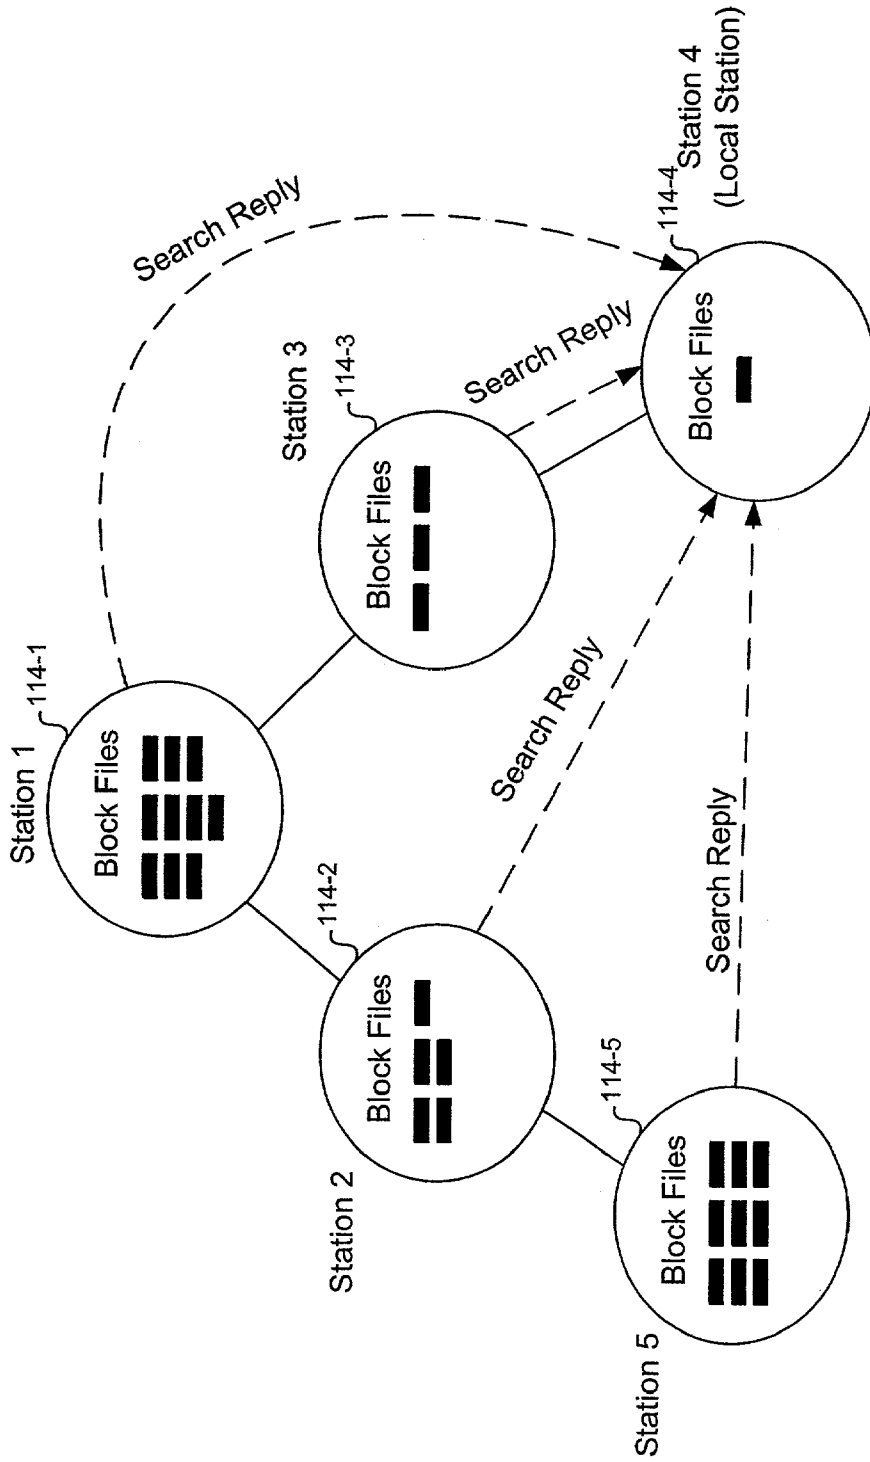 Station 1
114-1
Block Files
Search Reply
Station 3
114-3
Block Files
Search Reply
114-2
Station 2
Block Files
Search Reply
114-4
Station 4
(Local Station)
Block Files
114-5
Station 5
Block Files
Search Reply